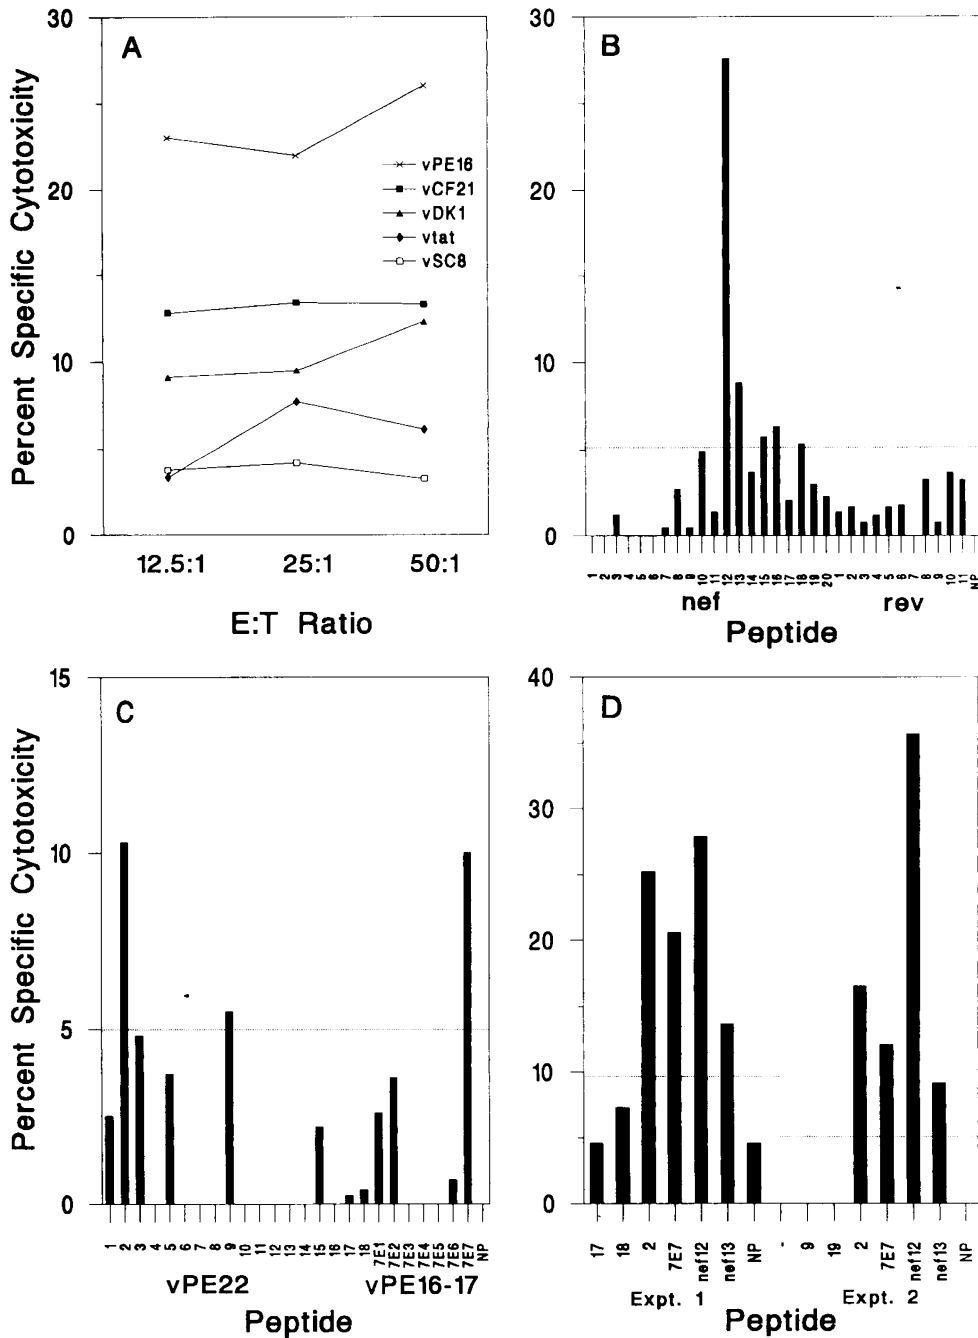 A
Percent Specific Cytotoxicity
30
20
10
0
vPE16
vCF21
vDK1
vtat
vSC8
12.5:1 25:1 50:1
E:T Ratio
B
30
20
10
0
1 2 3 4 5 6 7 8 9 10 11 12 13 14 15 16 17 18 19 20 1 2 3 4 5 6 7 8 9 10 11 NP
nef rev
Peptide
C
Percent Specific Cytotoxicity
15
10
5
0
1 2 3 4 5 6 7 8 9 10 11 12 13 14 15 16 17 18 7E1 7E2 7E3 7E4 7E5 7E6 7E7 NP
vPE22 vPE16-17
Peptide
D
40
30
20
10
0
17 18 2 7E7 nef12 nef13 NP - 9 19 2 7E7 nef12 nef13 NP
Expt. 1 Expt. 2
Peptide